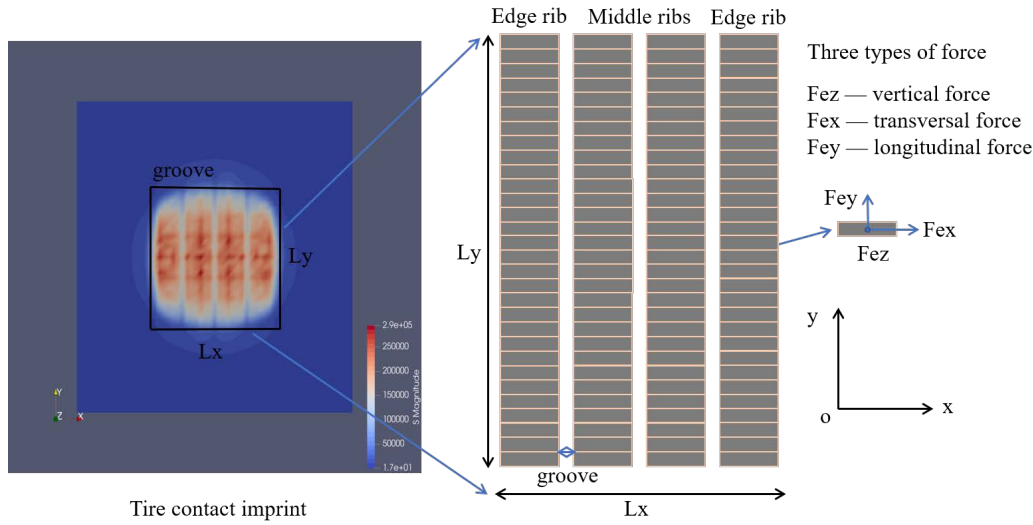 Edge rib Middle ribs Edge rib
Three types of force
Fez — vertical force
Fex — transversal force
Fey — longitudinal force
groove
Ly
Lx
2.9e+05
250000
200000
150000
100000
50000
1.7e+01
S Magnitude
Y
Z
X
Tire contact imprint
Ly
groove
Lx
Fey
Fex
Fez
y
o
x